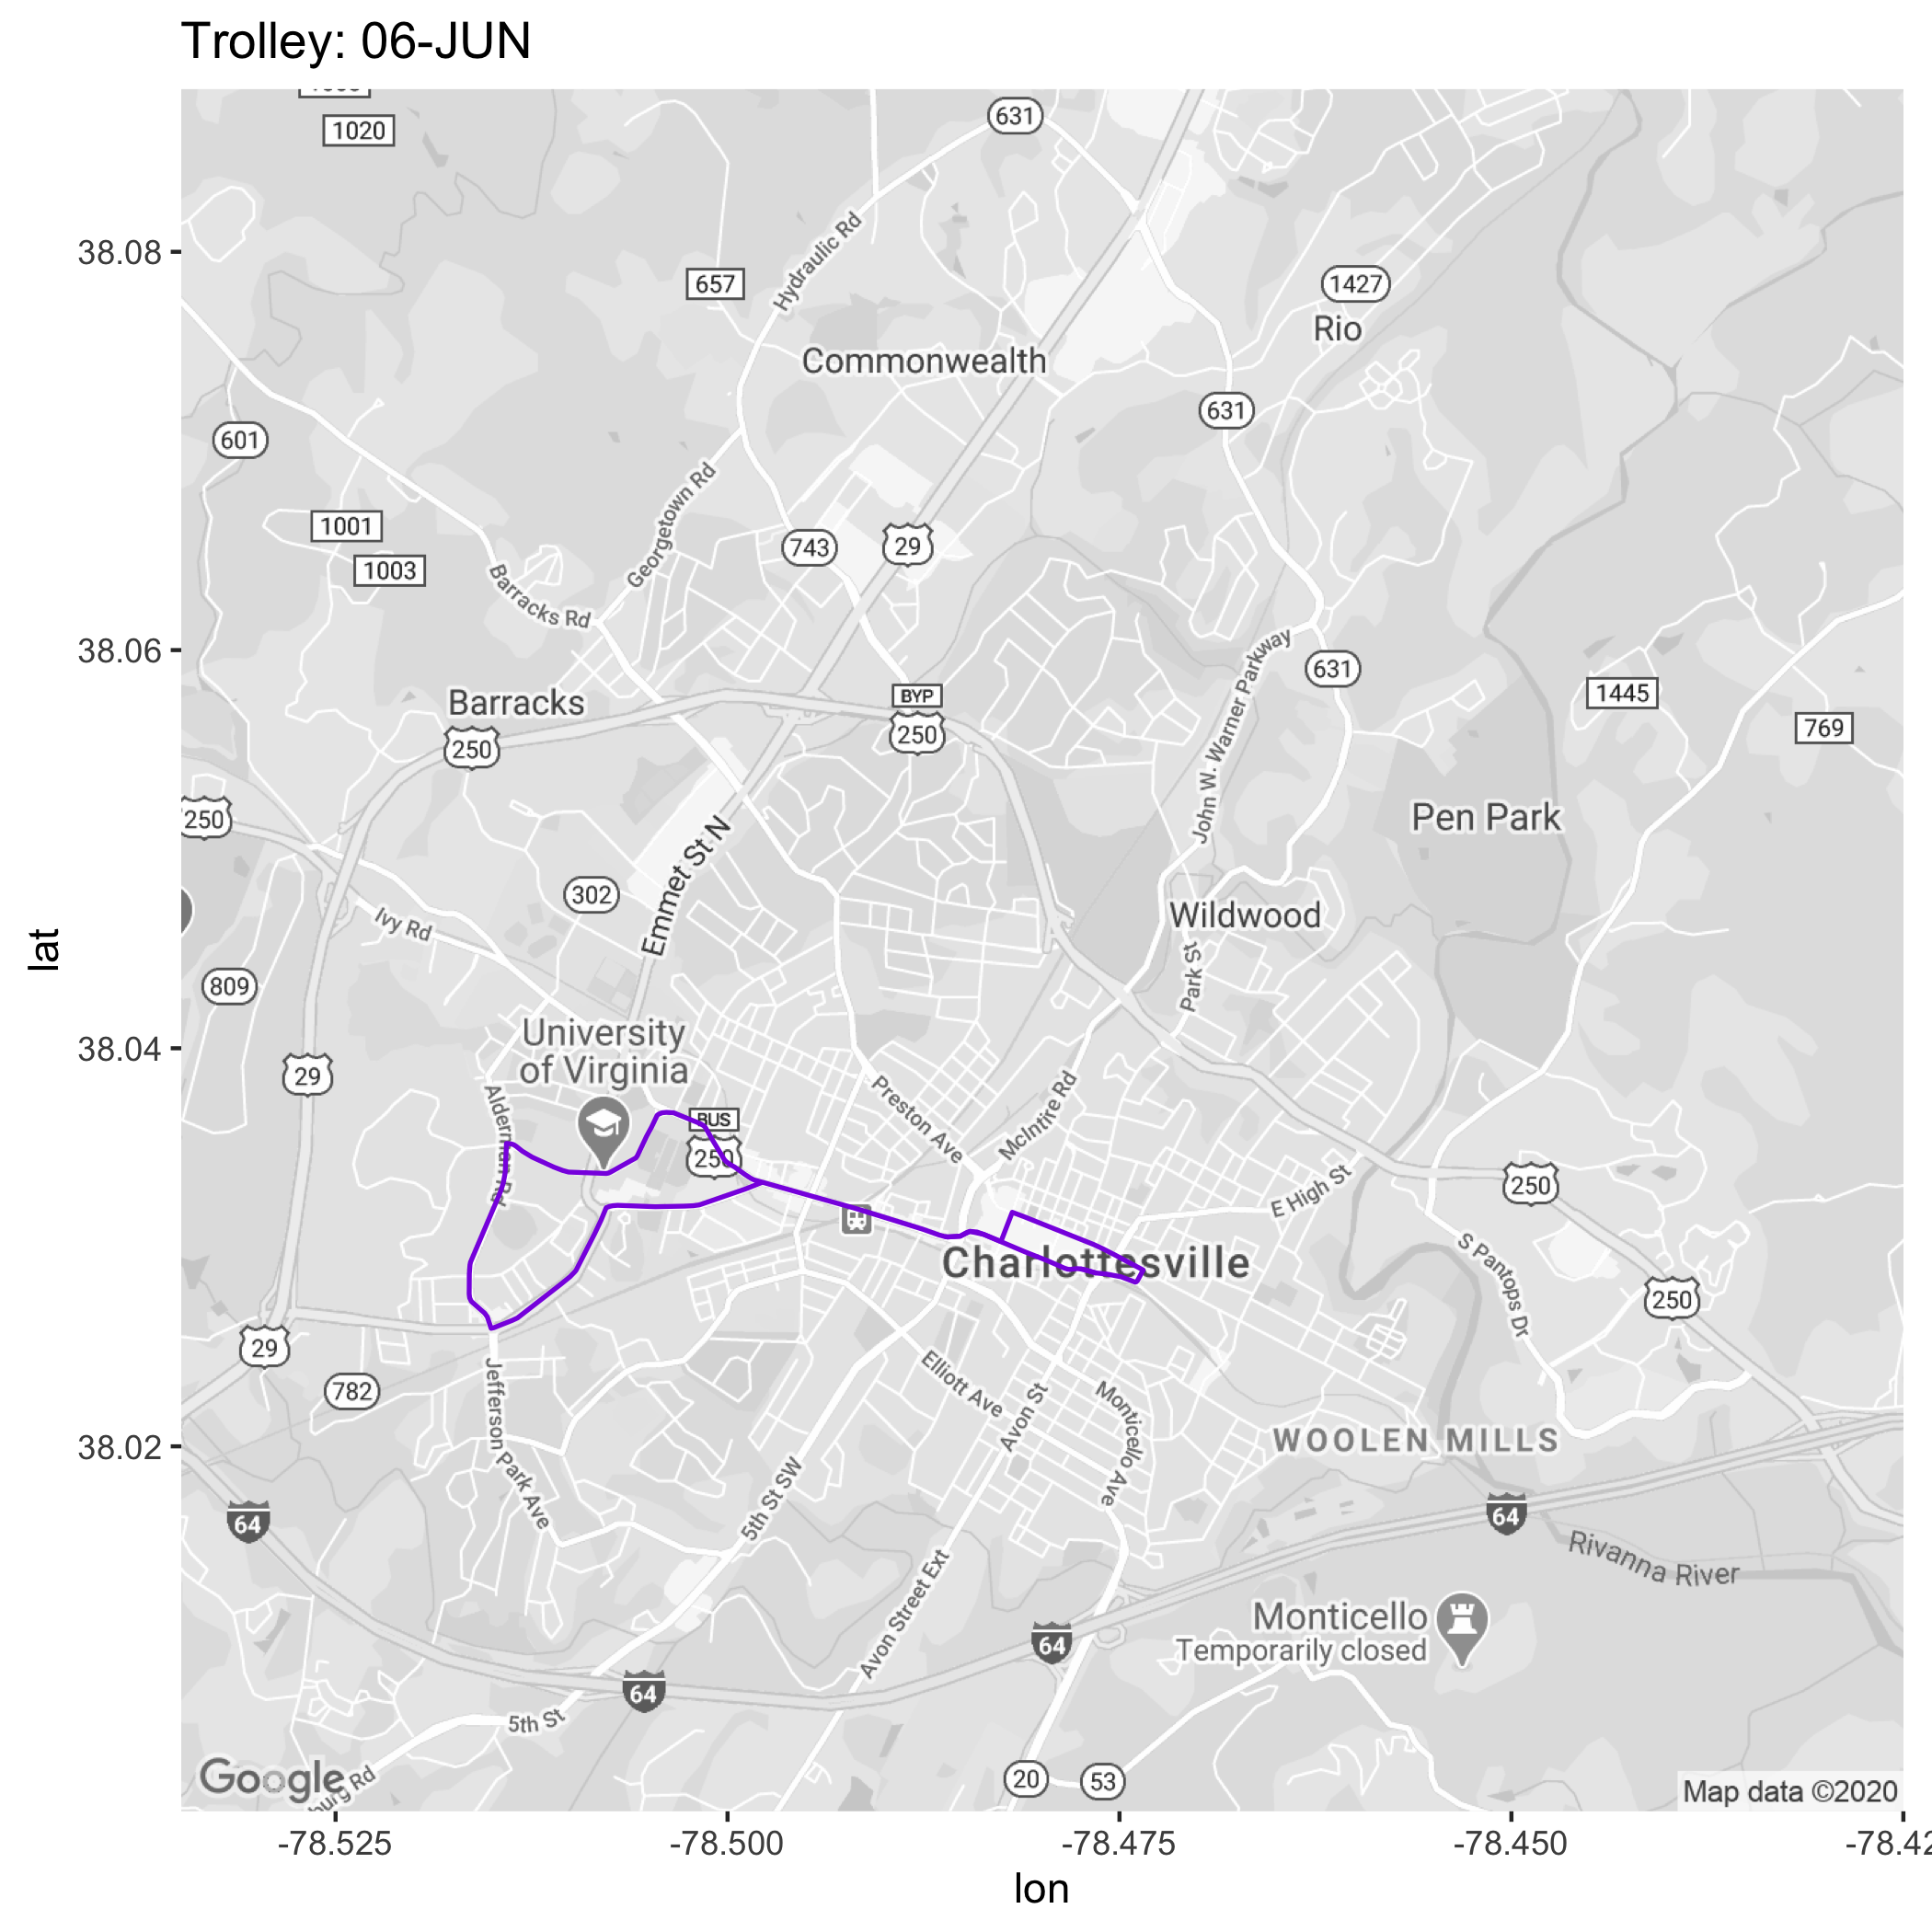 Trolley: 06-JUN
1020
631
Hydraulic Rd
38.08
657
1427
Rio
Commonwealth
631
601
Georgetown Rd
1001
743
29
1003
Barracks Rd
38.06
John W. Warner Parkway
631
BYP
1445
Barracks
250
250
769
250
Pen Park
Emmet St N
302
Ivy Rd
Wildwood
lat
Park St
809
University
of Virginia
38.04
29
Alderman Rd
Preston Ave
McIntire Rd
BUS
250
E High St
250
Charlottesville
S Pantops Dr
250
29
782
Jefferson Park Ave
Elliott Ave
Avon St
Monticello Ave
38.02
WOOLEN MILLS
5th St SW
64
64
Rivanna River
Avon Street Ext
Monticello
Temporarily closed
64
64
5th St
Google
burg Rd
20
53
Map data ©2020
-78.525
-78.500
-78.475
-78.450
-78.42
lon